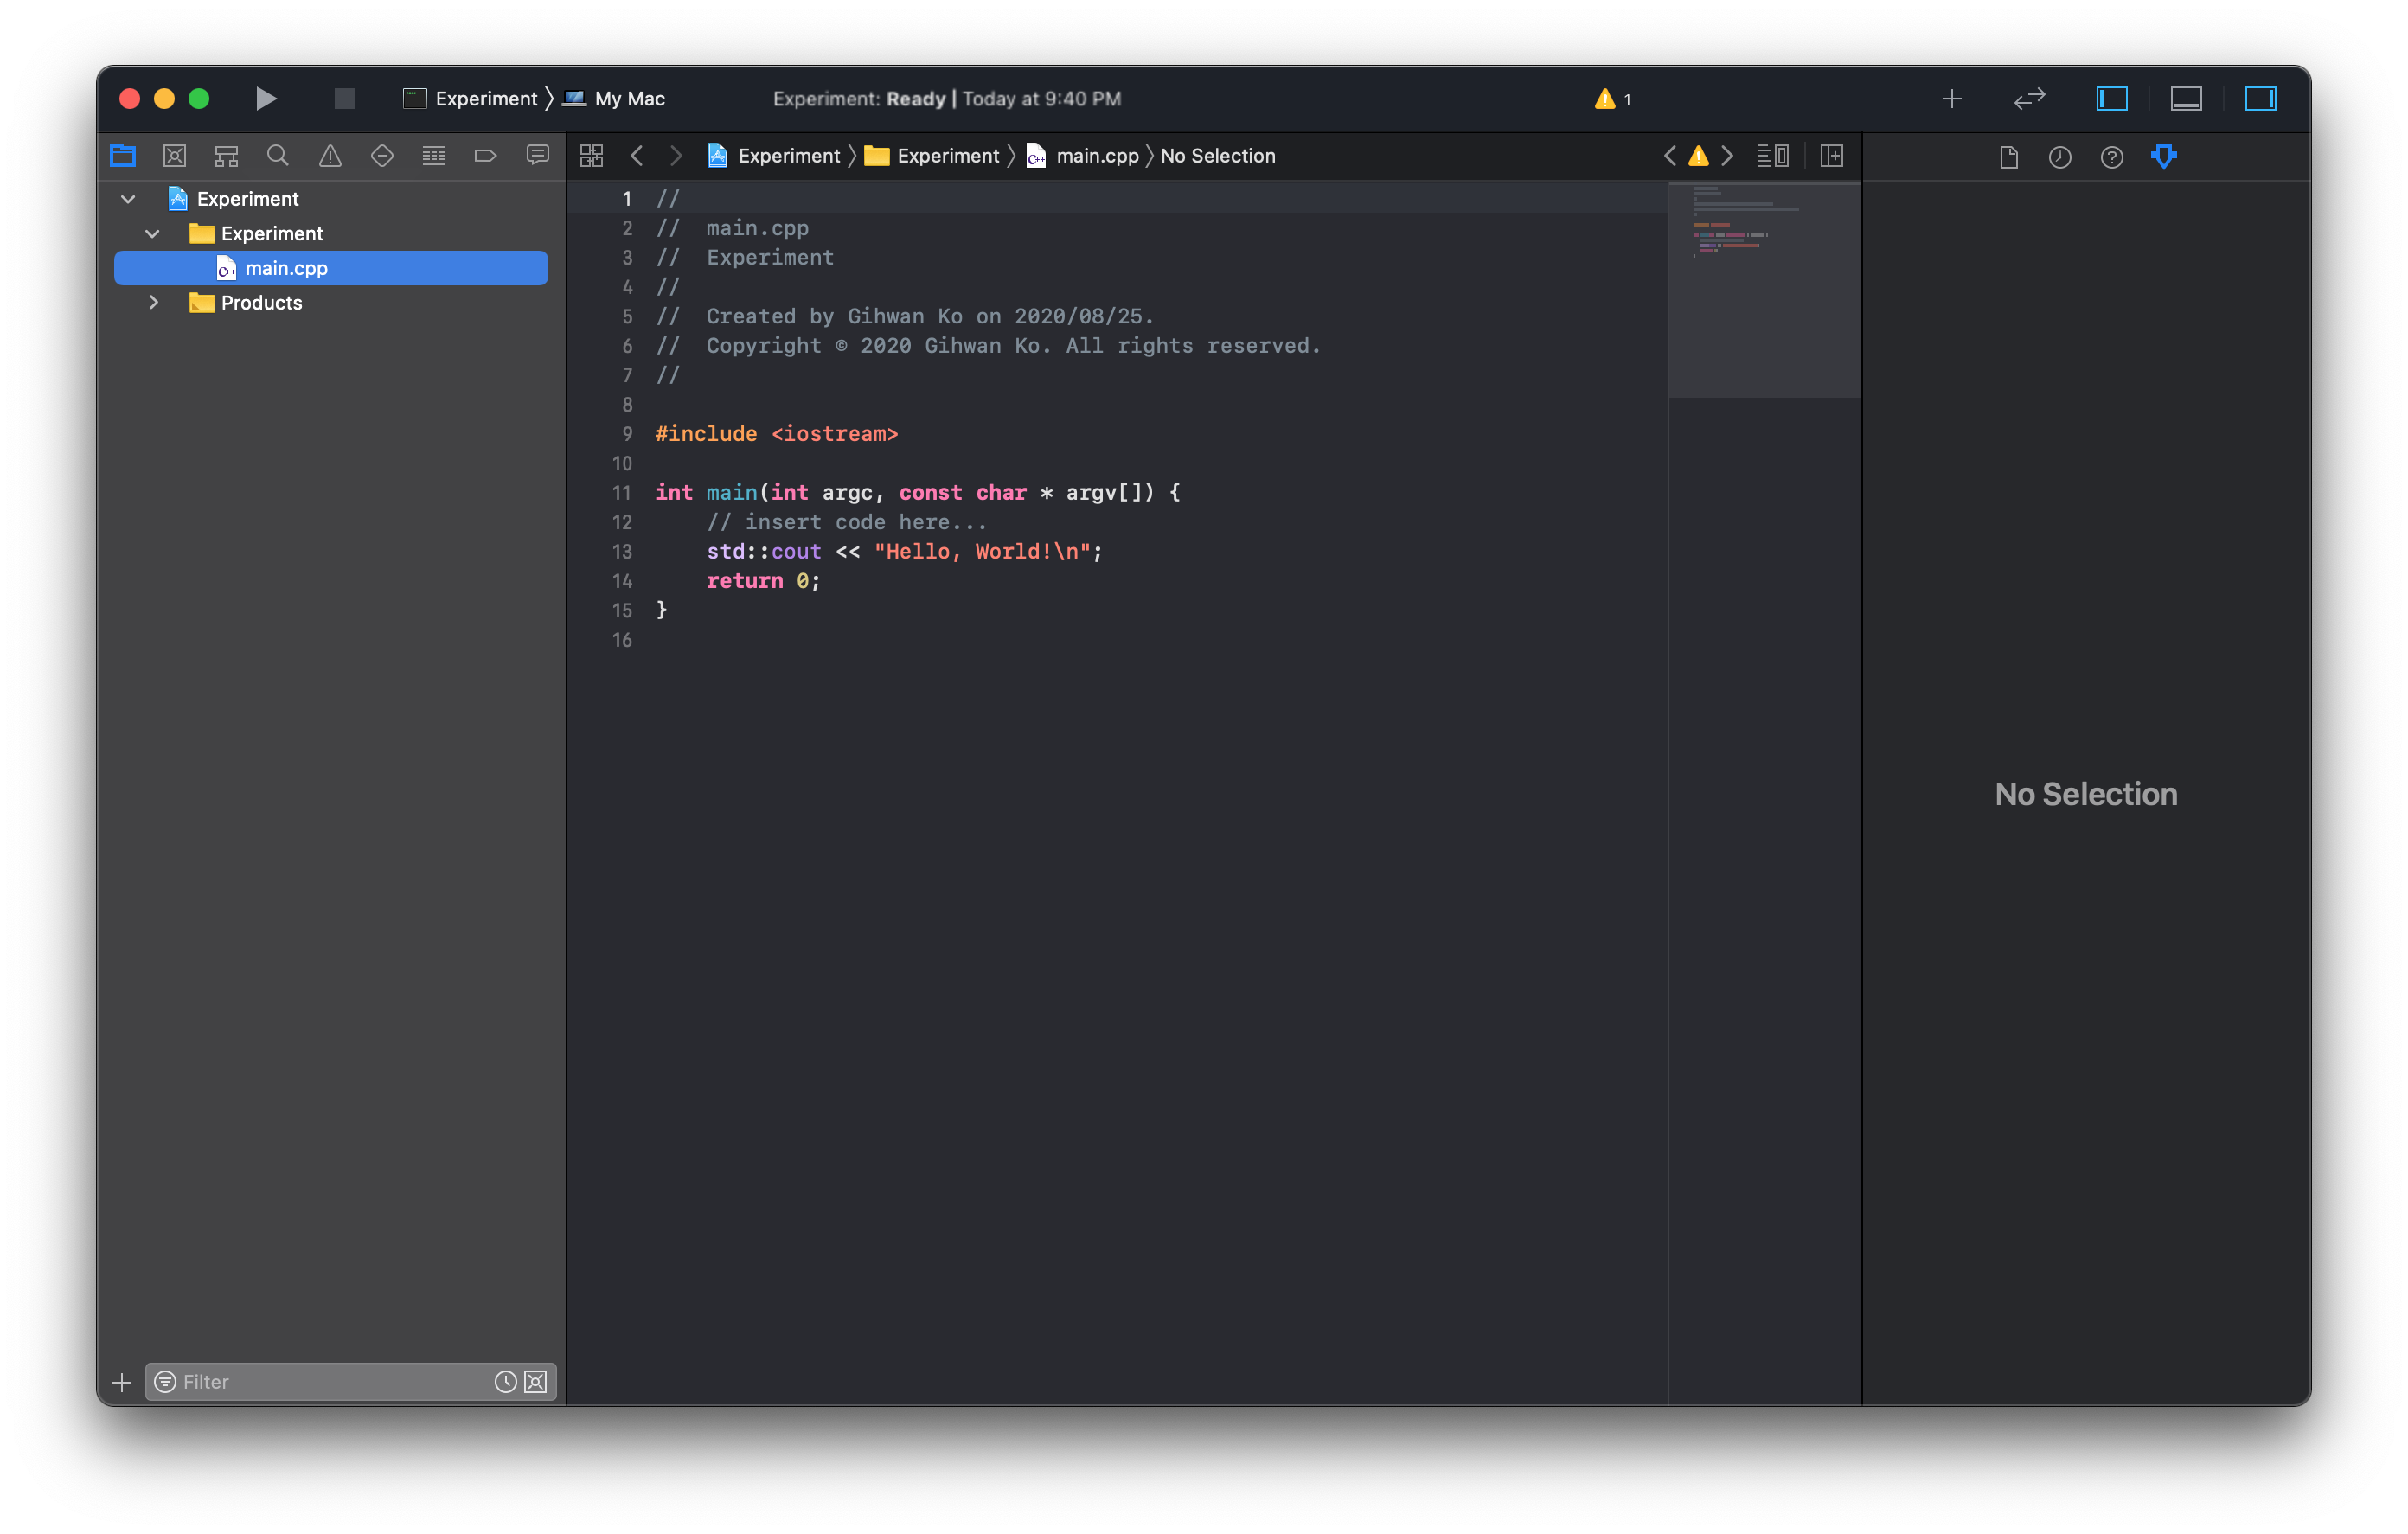 Experiment 〉 My Mac
Experiment: Ready | Today at 9:40 PM
1
Experiment 〉 Experiment 〉 main.cpp 〉 No Selection
Experiment
Experiment
main.cpp
Products
1 //
2 //  main.cpp
3 //  Experiment
4 //
5 //  Created by Gihwan Ko on 2020/08/25.
6 //  Copyright © 2020 Gihwan Ko. All rights reserved.
7 //
8
9 #include <iostream>
10
11 int main(int argc, const char * argv[]) {
12     // insert code here...
13     std::cout << "Hello, World!\n";
14     return 0;
15 }
16
No Selection
Filter